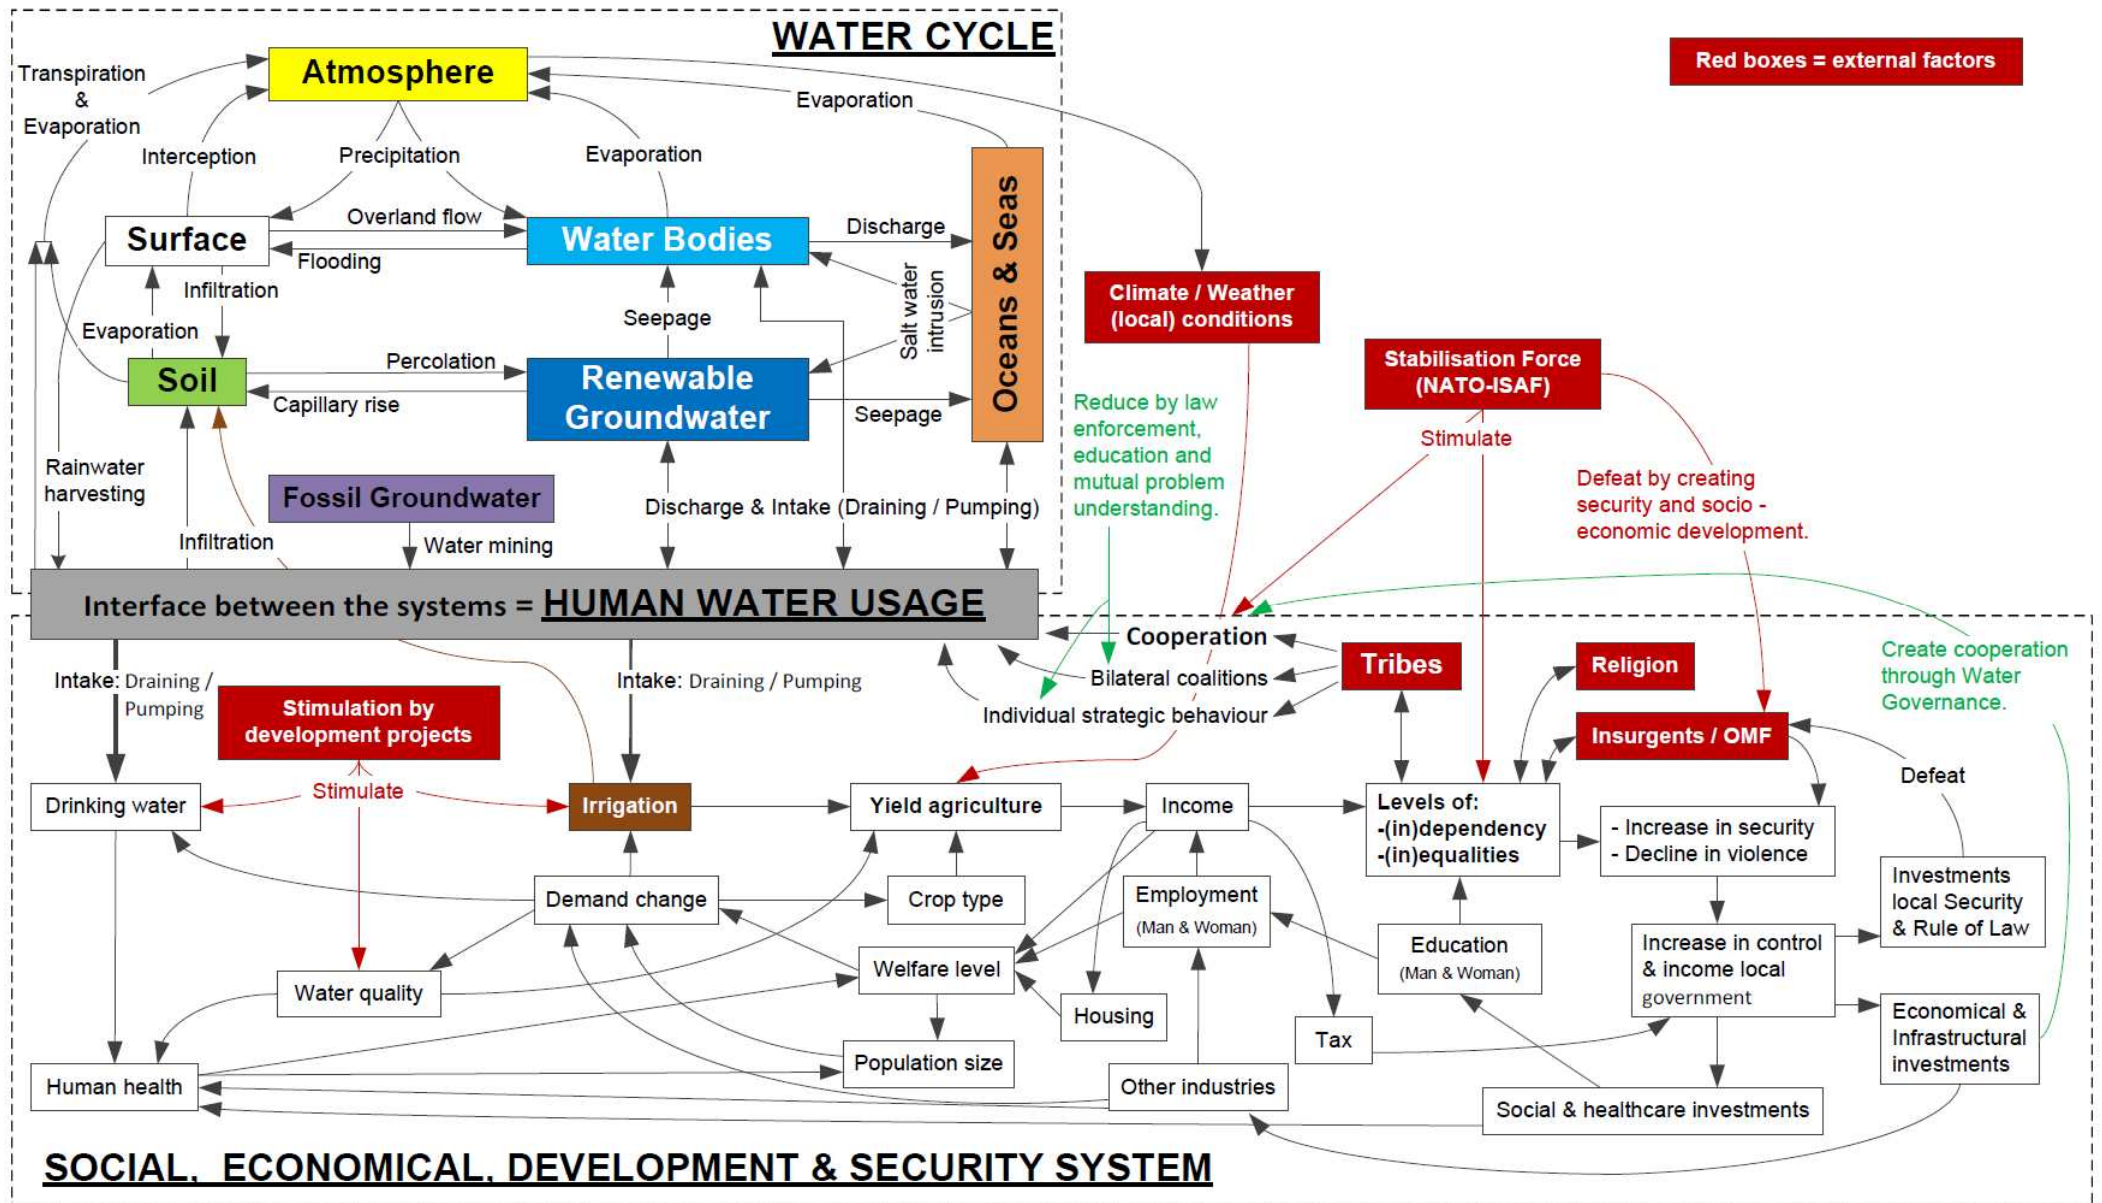 WATER CYCLE
Red boxes = external factors
Atmosphere
Transpiration
&
Evaporation
Evaporation
Interception
Precipitation
Evaporation
Oceans & Seas
Surface
Overland flow
Flooding
Water Bodies
Discharge
Infiltration
Evaporation
Seepage
Salt water
intrusion
Climate / Weather
(local) conditions
Soil
Percolation
Capillary rise
Renewable
Groundwater
Seepage
Stabilisation Force
(NATO-ISAF)
Stimulate
Reduce by law
enforcement,
education and
mutual problem
understanding.
Defeat by creating
security and socio -
economic development.
Rainwater
harvesting
Fossil Groundwater
Infiltration
Water mining
Discharge & Intake (Draining / Pumping)
Interface between the systems = HUMAN WATER USAGE
Cooperation
Bilateral coalitions
Individual strategic behaviour
Tribes
Religion
Insurgents / OMF
Create cooperation
through Water
Governance.
Intake: Draining /
Pumping
Stimulation by
development projects
Stimulate
Intake: Draining / Pumping
Defeat
Drinking water
Irrigation
Yield agriculture
Income
Levels of:
-(in)dependency
-(in)equalities
- Increase in security
- Decline in violence
Demand change
Crop type
Employment
(Man & Woman)
Education
(Man & Woman)
Increase in control
& income local
government
Investments
local Security
& Rule of Law
Water quality
Welfare level
Housing
Tax
Economical &
Infrastructural
investments
Human health
Population size
Other industries
Social & healthcare investments
SOCIAL, ECONOMICAL, DEVELOPMENT & SECURITY SYSTEM